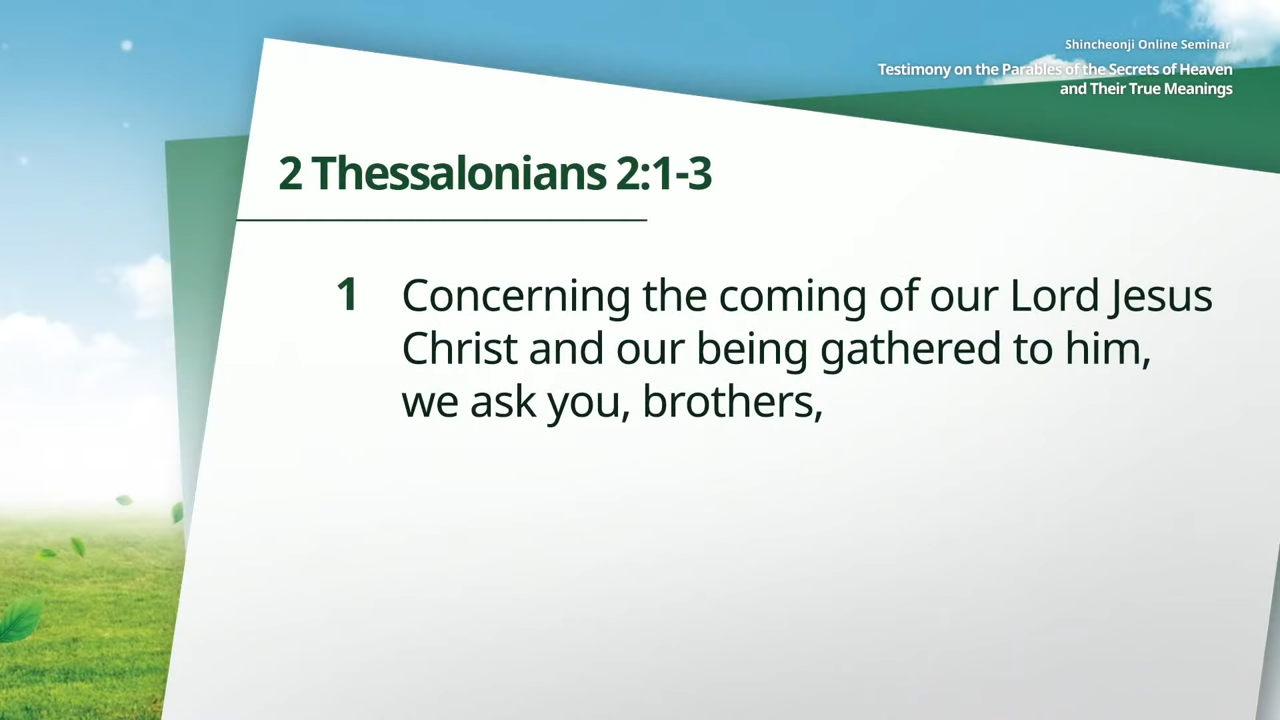 Shincheonji Online Seminar
Testimony on the Parables of the Secrets of Heaven
and Their True Meanings
2 Thessalonians 2:1-3
1 Concerning the coming of our Lord Jesus
Christ and our being gathered to him,
we ask you, brothers,